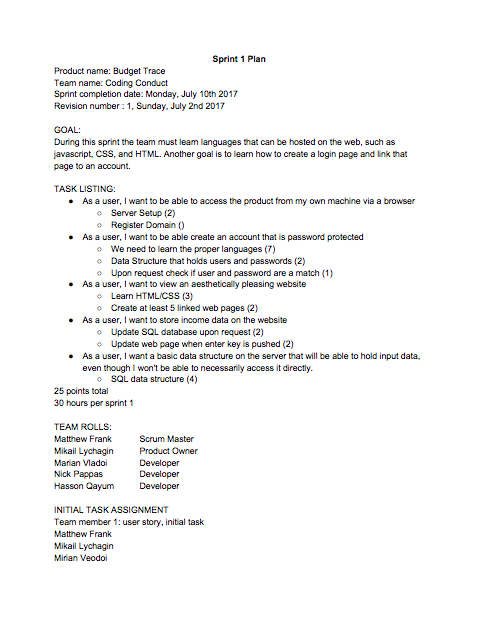 Sprint 1 Plan
Product name: Budget Trace
Team name: Coding Conduct
Sprint completion date: Monday, July 10th 2017
Revision number : 1, Sunday, July 2nd 2017
GOAL:
During this sprint the team must learn languages that can be hosted on the web, such as
javascript, CSS, and HTML. Another goal is to learn how to create a login page and link that
page to an account.
TASK LISTING:
● As a user, I want to be able to access the product from my own machine via a browser
○ Server Setup (2)
○ Register Domain ()
● As a user, I want to be able create an account that is password protected
○ We need to learn the proper languages (7)
○ Data Structure that holds users and passwords (2)
○ Upon request check if user and password are a match (1)
● As a user, I want to view an aesthetically pleasing website
○ Learn HTML/CSS (3)
○ Create at least 5 linked web pages (2)
● As a user, I want to store income data on the website
○ Update SQL database upon request (2)
○ Update web page when enter key is pushed (2)
● As a user, I want a basic data structure on the server that will be able to hold input data,
even though I won't be able to necessarily access it directly.
○ SQL data structure (4)
25 points total
30 hours per sprint 1
TEAM ROLLS:
Matthew Frank Scrum Master
Mikail Lychagin Product Owner
Marian Vladoi Developer
Nick Pappas Developer
Hasson Qayum Developer
INITIAL TASK ASSIGNMENT
Team member 1: user story, initial task
Matthew Frank
Mikail Lychagin
Mirian Veodoi